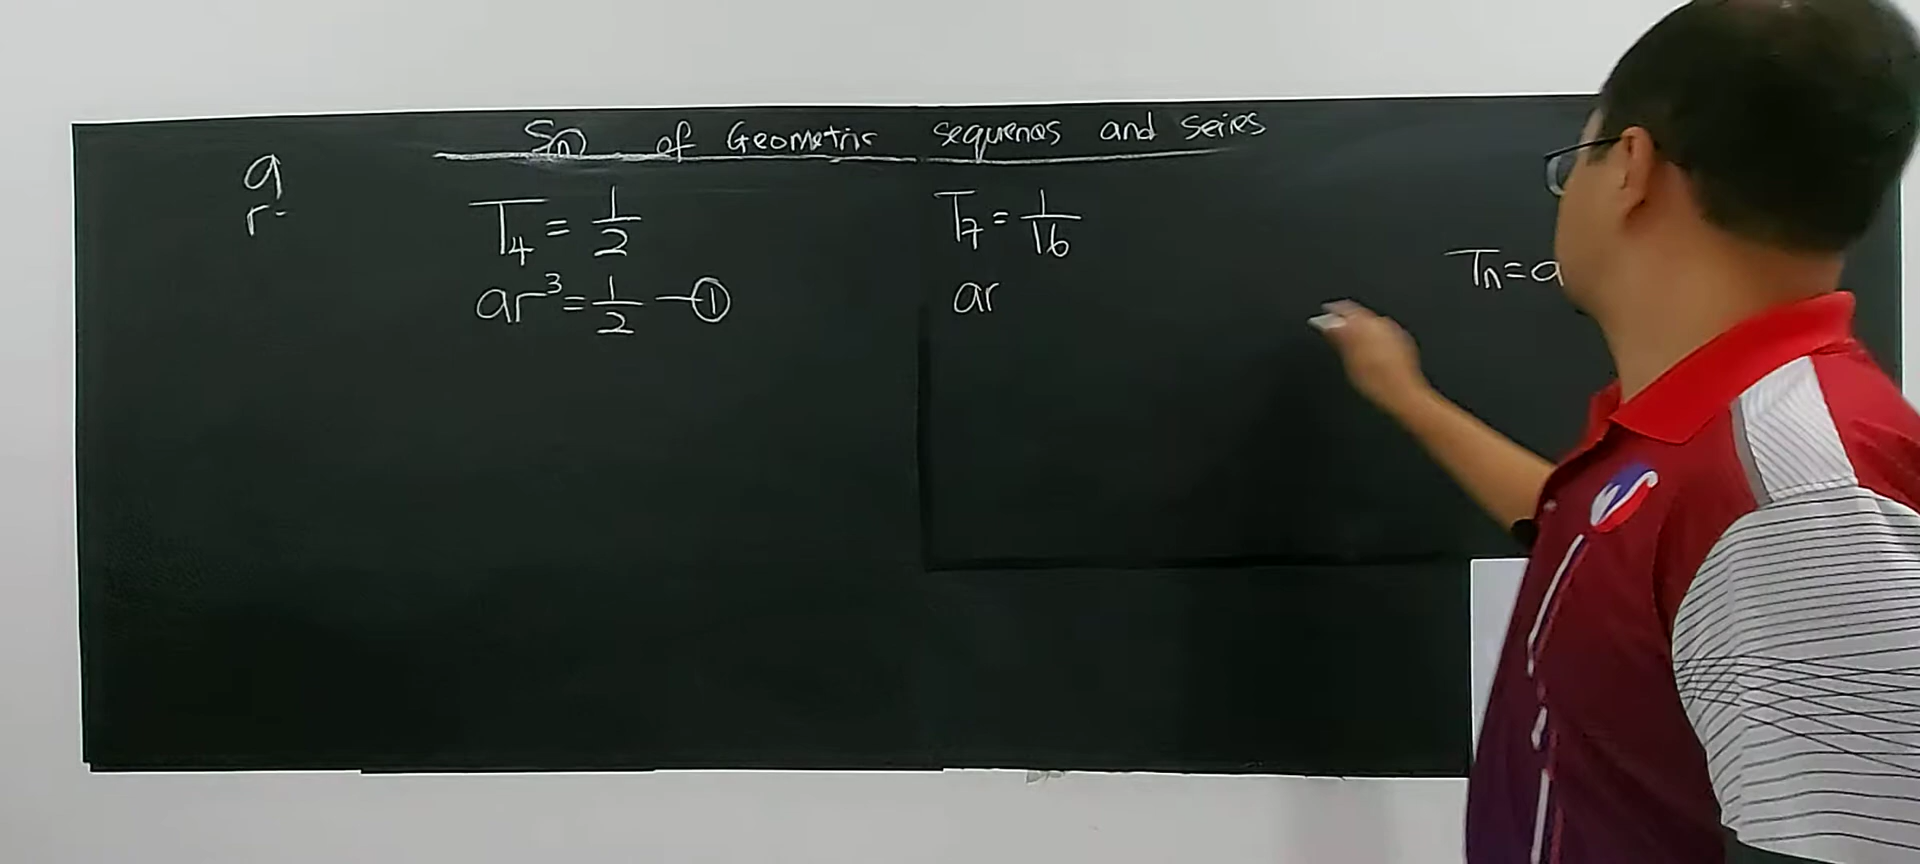 Sn of Geometric sequences and series
a
r-
T₄ = 1/2
ar³ = 1/2 — ①
T₇ = 1/16
ar
Tn = a